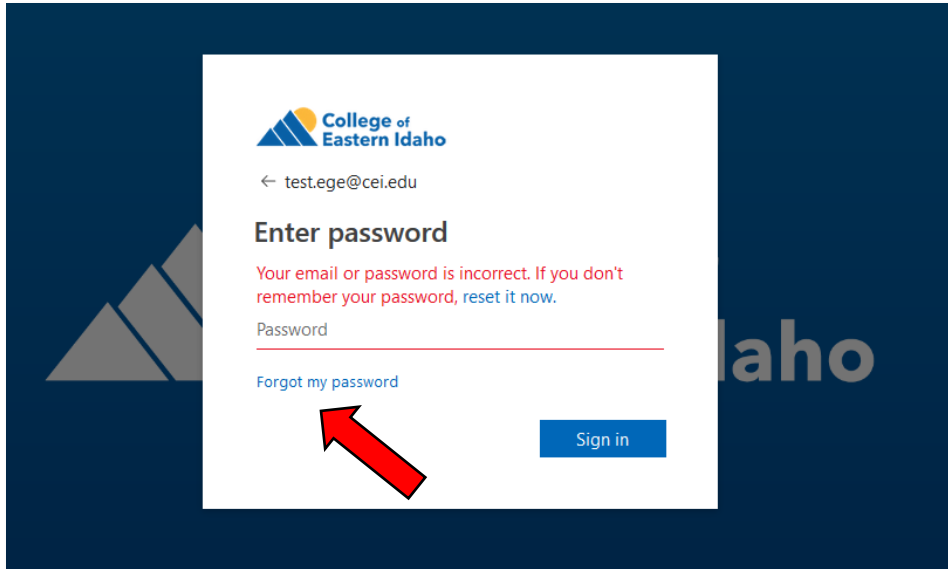 College of
Eastern Idaho
← test.ege@cei.edu
Enter password
Your email or password is incorrect. If you don't
remember your password, reset it now.
Password
aho
Forgot my password
Sign in